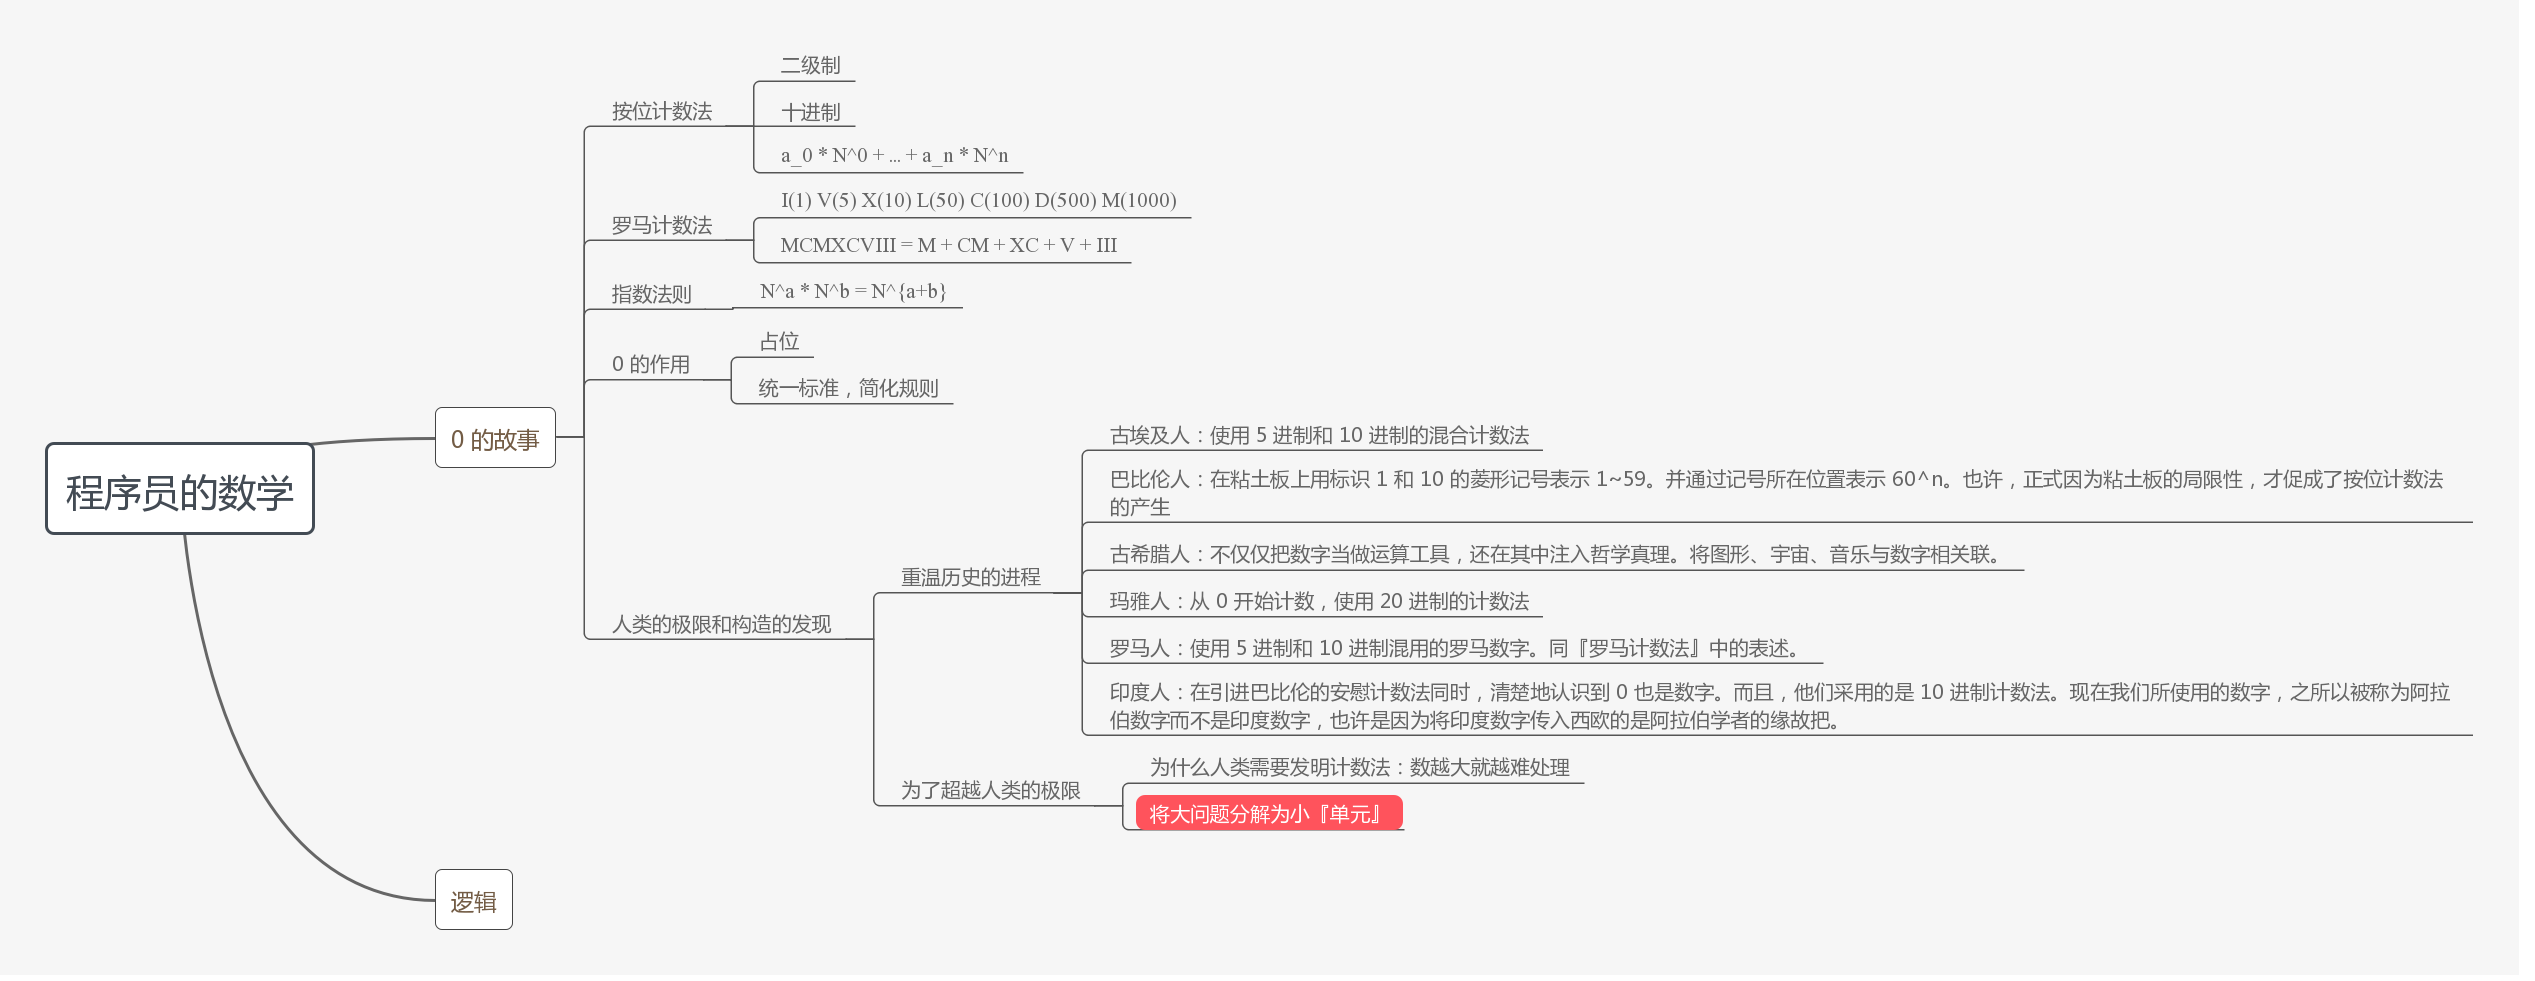 程序员的数学
0 的故事
按位计数法
二级制
十进制
a_0 * N^0 + ... + a_n * N^n
罗马计数法
I(1) V(5) X(10) L(50) C(100) D(500) M(1000)
MCMXCVIII = M + CM + XC + V + III
指数法则
N^a * N^b = N^{a+b}
0 的作用
占位
统一标准，简化规则
人类的极限和构造的发现
重温历史的进程
古埃及人：使用 5 进制和 10 进制的混合计数法
巴比伦人：在粘土板上用标识 1 和 10 的菱形记号表示 1~59。并通过记号所在位置表示 60^n。也许，正式因为粘土板的局限性，才促成了按位计数法
的产生
古希腊人：不仅仅把数字当做运算工具，还在其中注入哲学真理。将图形、宇宙、音乐与数字相关联。
玛雅人：从 0 开始计数，使用 20 进制的计数法
罗马人：使用 5 进制和 10 进制混用的罗马数字。同『罗马计数法』中的表述。
印度人：在引进巴比伦的安慰计数法同时，清楚地认识到 0 也是数字。而且，他们采用的是 10 进制计数法。现在我们所使用的数字，之所以被称为阿拉
伯数字而不是印度数字，也许是因为将印度数字传入西欧的是阿拉伯学者的缘故把。
为了超越人类的极限
为什么人类需要发明计数法：数越大就越难处理
将大问题分解为小『单元』
逻辑